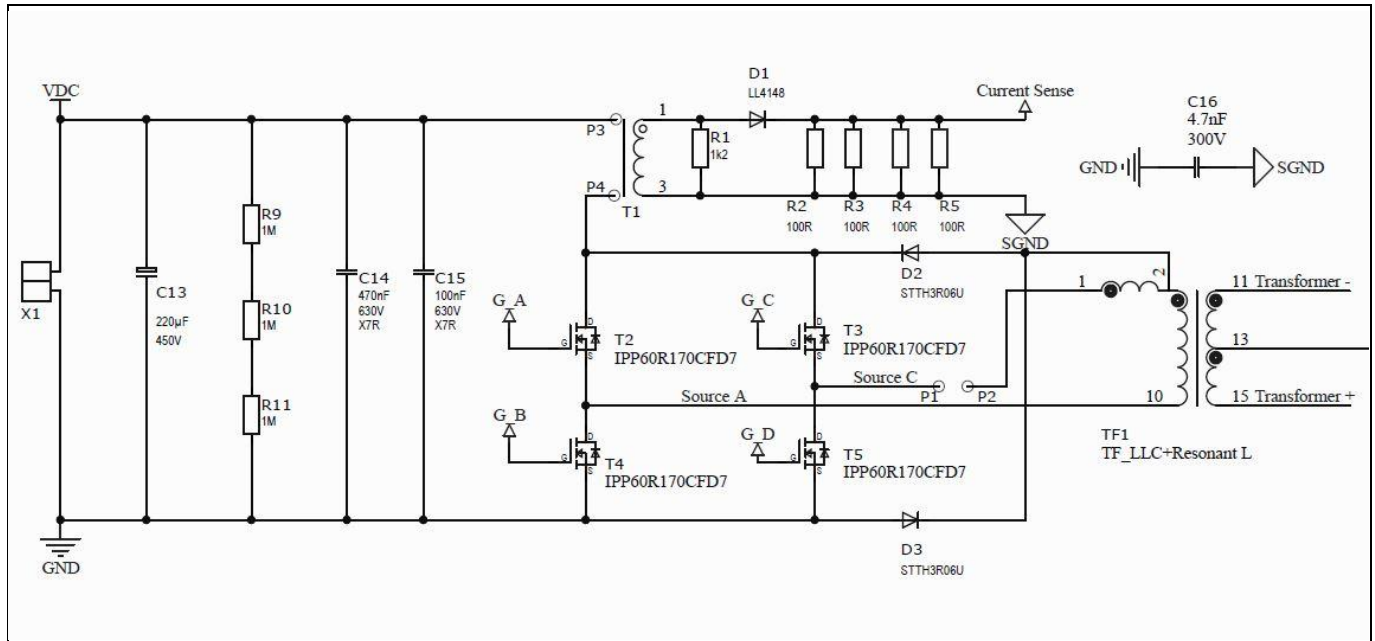 VDC
D1
LL4148
Current Sense
C16
4.7nF
300V
P3
1
R1
1k2
GND
SGND
P4
3
T1
R2
100R
R3
100R
R4
100R
R5
100R
SGND
R9
1M
D2
STTH3R06U
1
2
X1
C13
220µF
450V
R10
1M
C14
470nF
630V
X7R
C15
100nF
630V
X7R
G_A
D
G
S
T2
IPP60R170CFD7
G_C
D
G
S
T3
IPP60R170CFD7
11 Transformer -
13
Source C
P1
P2
Source A
10
15 Transformer +
R11
1M
G_B
D
G
S
T4
IPP60R170CFD7
G_D
D
G
S
T5
IPP60R170CFD7
TF1
TF_LLC+Resonant L
GND
D3
STTH3R06U